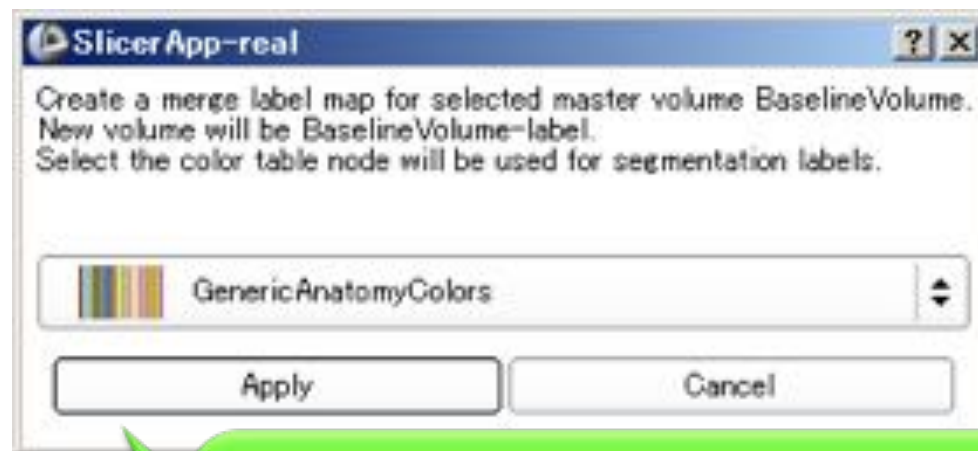 SlicerApp-real
Create a merge label map for selected master volume BaselineVolume.
New volume will be BaselineVolume-label.
Select the color table node will be used for segmentation labels.
GenericAnatomyColors
Apply
Cancel